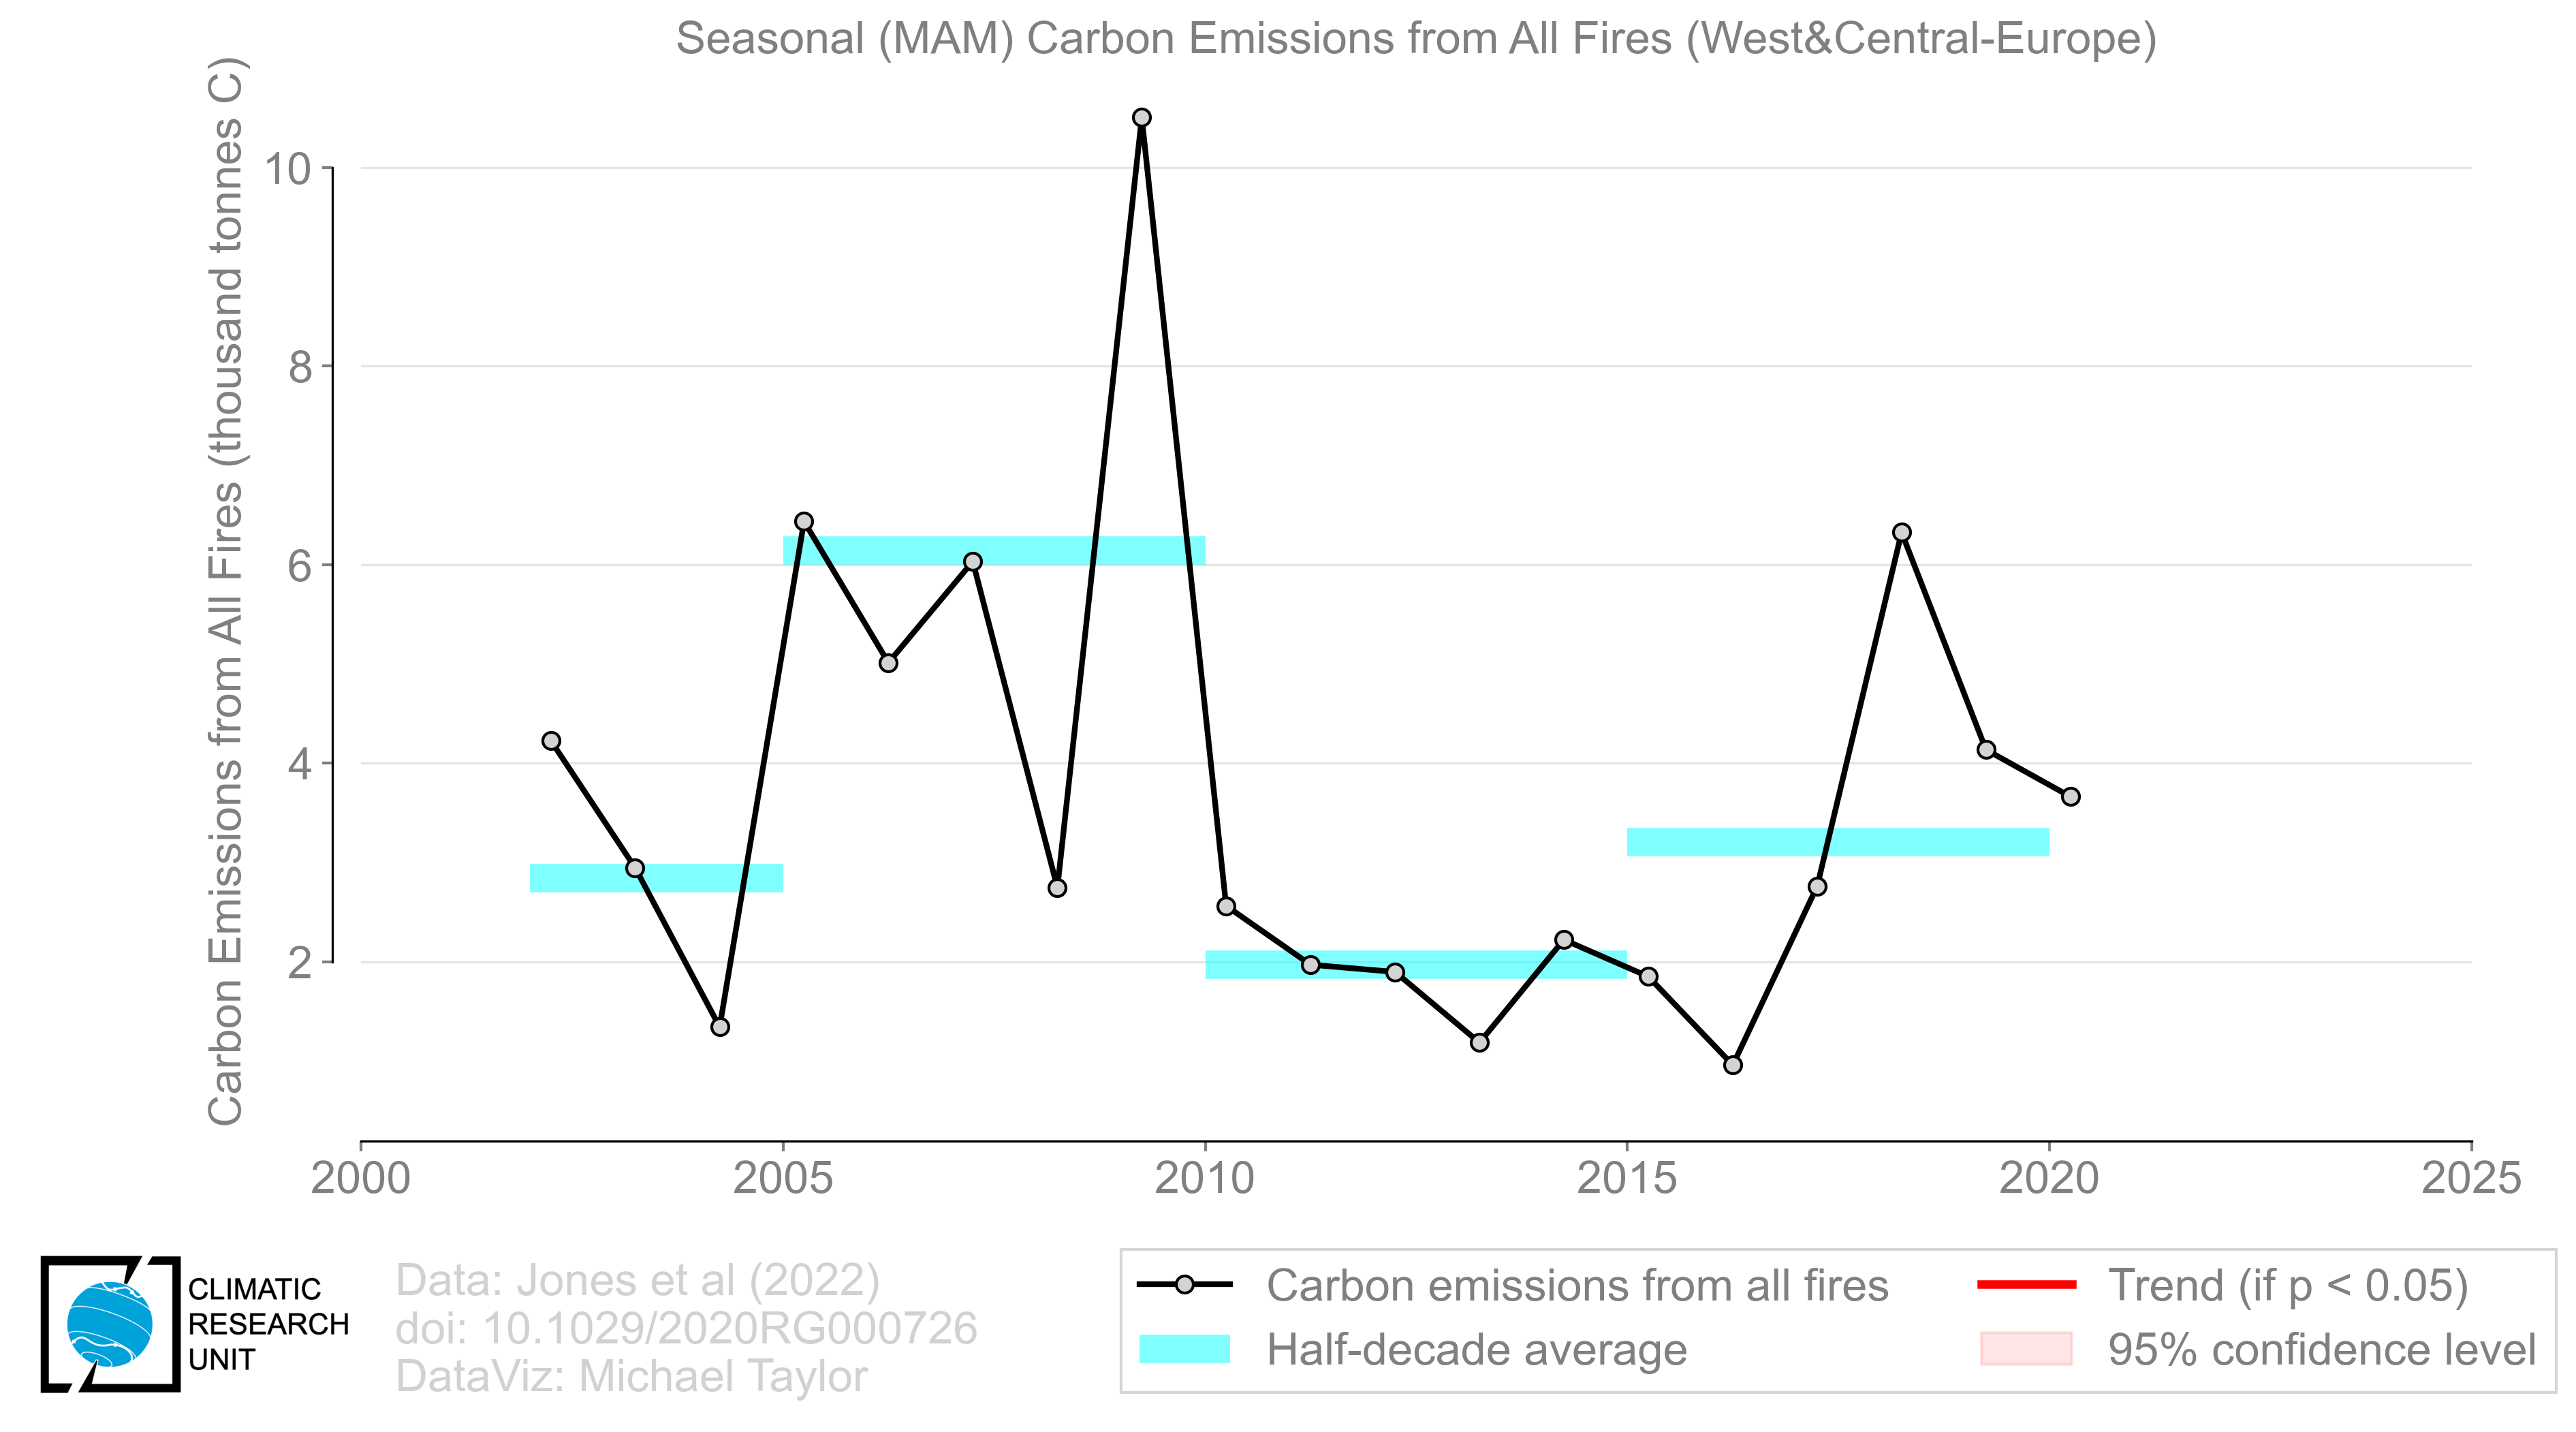 Seasonal (MAM) Carbon Emissions from All Fires (West&Central-Europe)
Carbon Emissions from All Fires (thousand tonnes C)
10
8
6
4
2
2000 2005 2010 2015 2020 2025
CLIMATIC
RESEARCH
UNIT
Data: Jones et al (2022)
doi: 10.1029/2020RG000726
DataViz: Michael Taylor
Carbon emissions from all fires
Half-decade average
Trend (if p < 0.05)
95% confidence level